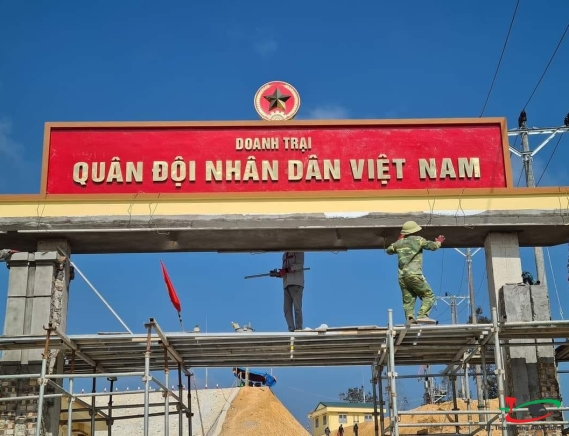 DOANH TRẠI
QUÂN ĐỘI NHÂN DÂN VIỆT NAM